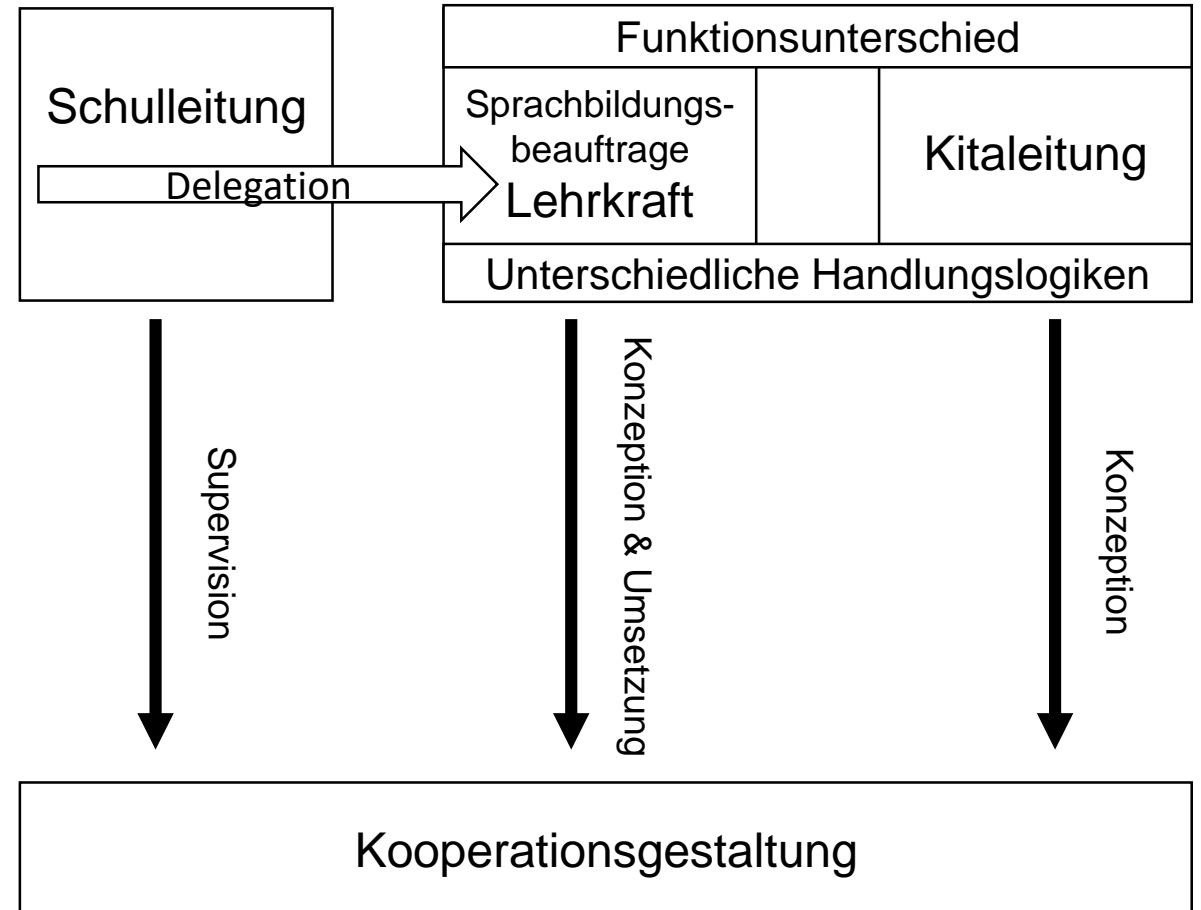 Schulleitung
Delegation
Funktionsunterschied
Sprachbildungs-
beauftrage
Lehrkraft
Kitaleitung
Unterschiedliche Handlungslogiken
Supervision
Konzeption & Umsetzung
Konzeption
Kooperationsgestaltung